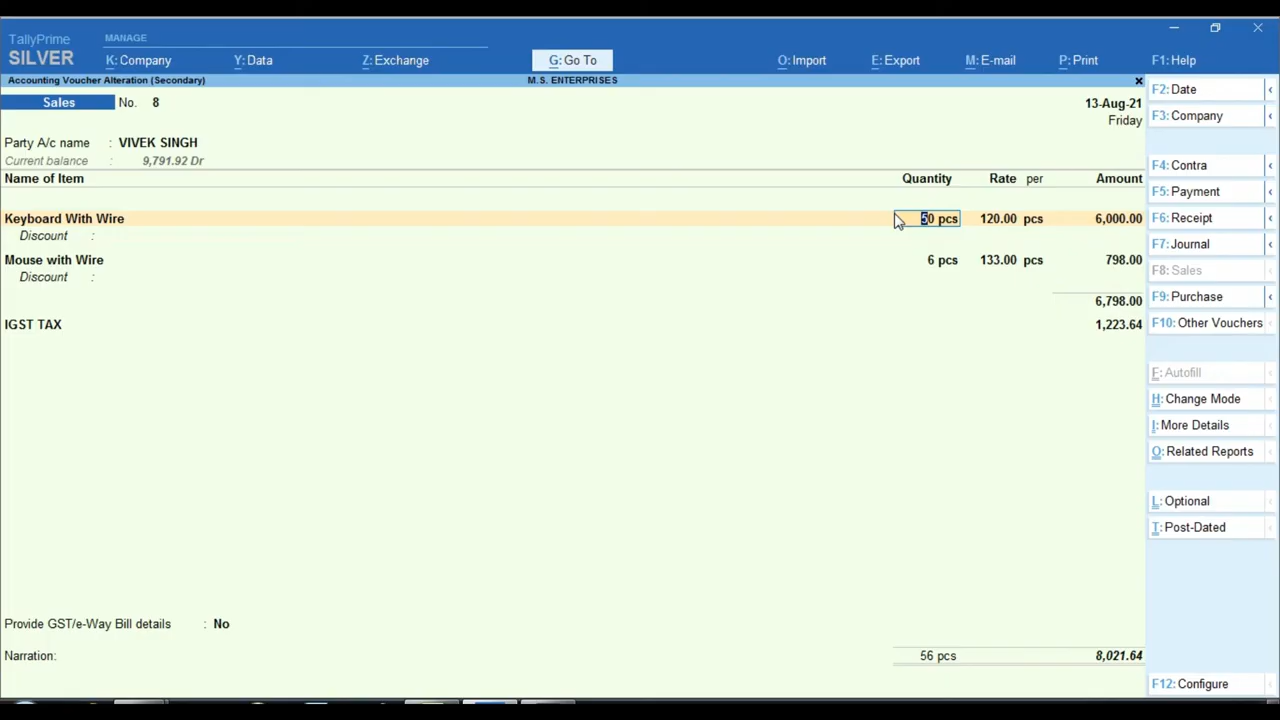 TallyPrime MANAGE
SILVER K: Company Y: Data Z: Exchange G: Go To O: Import E: Export M: E-mail P: Print F1: Help
Accounting Voucher Alteration (Secondary) M.S. ENTERPRISES
Sales No. 8 13-Aug-21
Friday
Party A/c name : VIVEK SINGH
Current balance : 9,791.92 Dr
Name of Item Quantity Rate per Amount
Keyboard With Wire 50 pcs 120.00 pcs 6,000.00
Discount :
Mouse with Wire 6 pcs 133.00 pcs 798.00
Discount :
6,798.00
IGST TAX 1,223.64
Provide GST/e-Way Bill details : No
Narration: 56 pcs 8,021.64
F2: Date
F3: Company
F4: Contra
F5: Payment
F6: Receipt
F7: Journal
F8: Sales
F9: Purchase
F10: Other Vouchers
E: Autofill
H: Change Mode
I: More Details
O: Related Reports
L: Optional
T: Post-Dated
F12: Configure